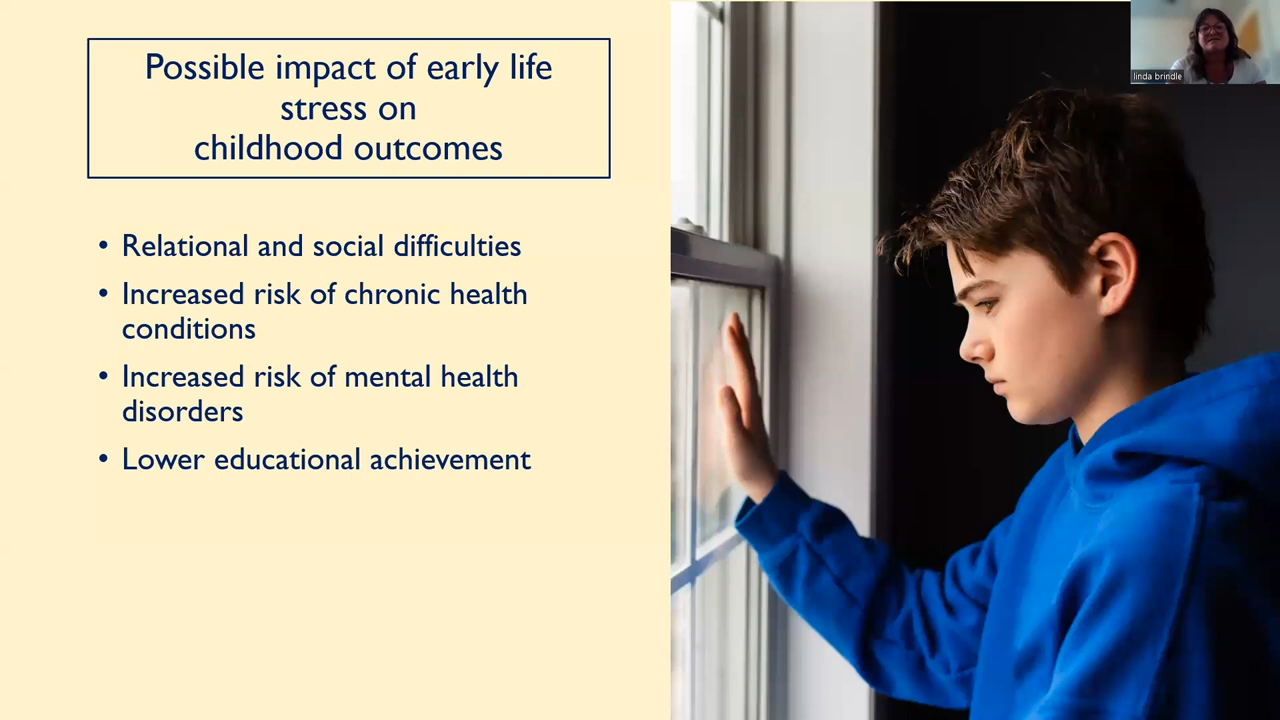 Possible impact of early life
stress on
childhood outcomes
• Relational and social difficulties
• Increased risk of chronic health
conditions
• Increased risk of mental health
disorders
• Lower educational achievement
linda brindle